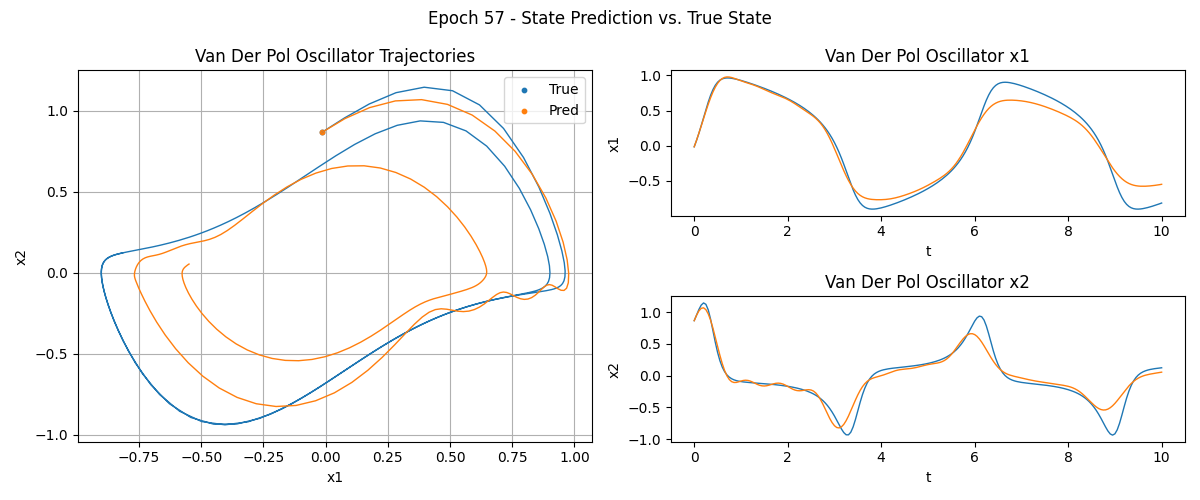 Epoch 57 - State Prediction vs. True State
Van Der Pol Oscillator Trajectories
True
Pred
1.0
0.5
0.0
−0.5
−1.0
x2
−0.75
−0.50
−0.25
0.00
0.25
0.50
0.75
1.00
x1
Van Der Pol Oscillator x1
1.0
0.5
0.0
−0.5
x1
0
2
4
6
8
10
t
Van Der Pol Oscillator x2
1.0
0.5
0.0
−0.5
−1.0
x2
0
2
4
6
8
10
t